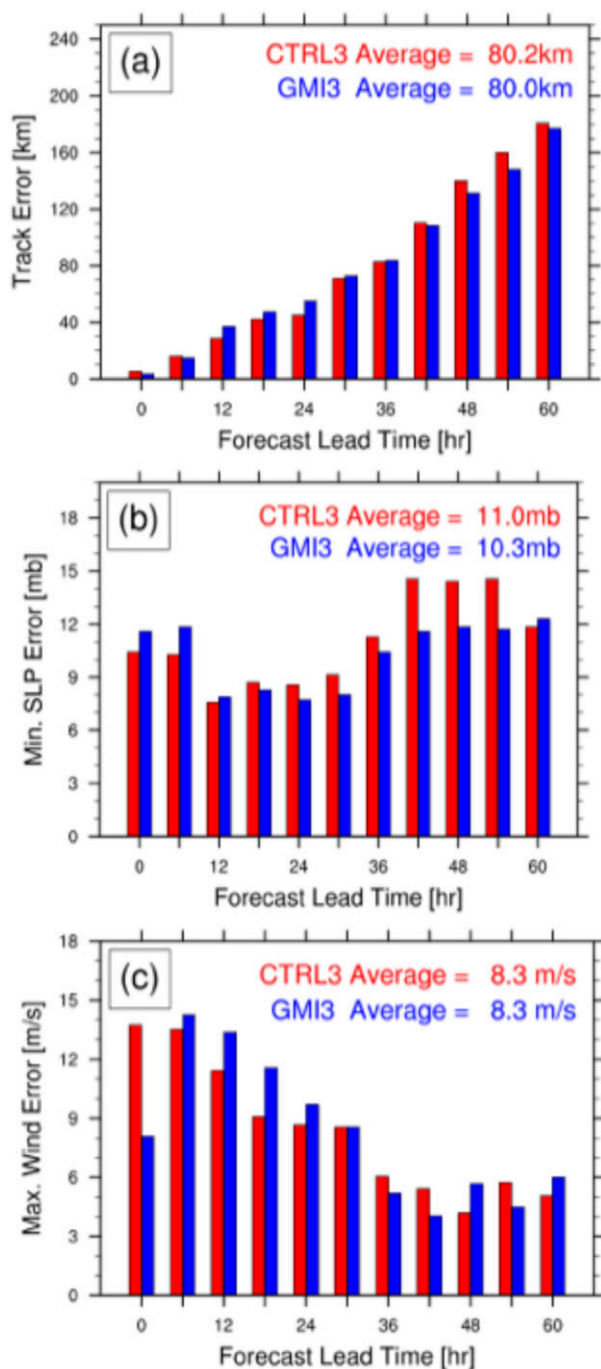 (a)
CTRL3 Average = 80.2km
GMI3 Average = 80.0km
Track Error [km]
240
200
160
120
80
40
0
0 12 24 36 48 60
Forecast Lead Time [hr]
(b)
CTRL3 Average = 11.0mb
GMI3 Average = 10.3mb
Min. SLP Error [mb]
18
15
12
9
6
3
0
0 12 24 36 48 60
Forecast Lead Time [hr]
(c)
CTRL3 Average = 8.3 m/s
GMI3 Average = 8.3 m/s
Max. Wind Error [m/s]
18
15
12
9
6
3
0
0 12 24 36 48 60
Forecast Lead Time [hr]